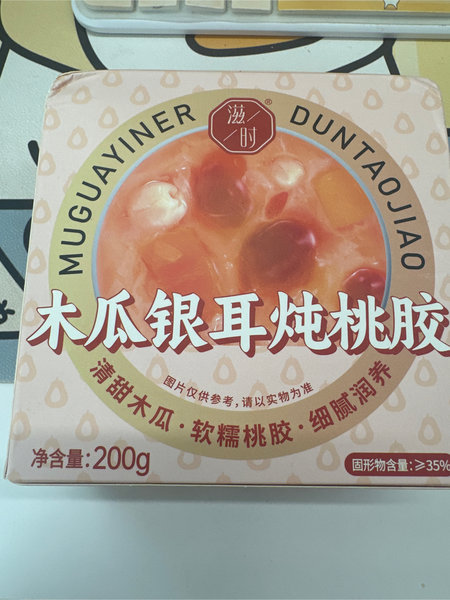 滋时
®
MUGUAYINER DUNTAOJIAO
木瓜银耳炖桃胶
图片仅供参考，请以实物为准
清甜木瓜·软糯桃胶·细腻润养
净含量:200g
固形物含量:≥35%